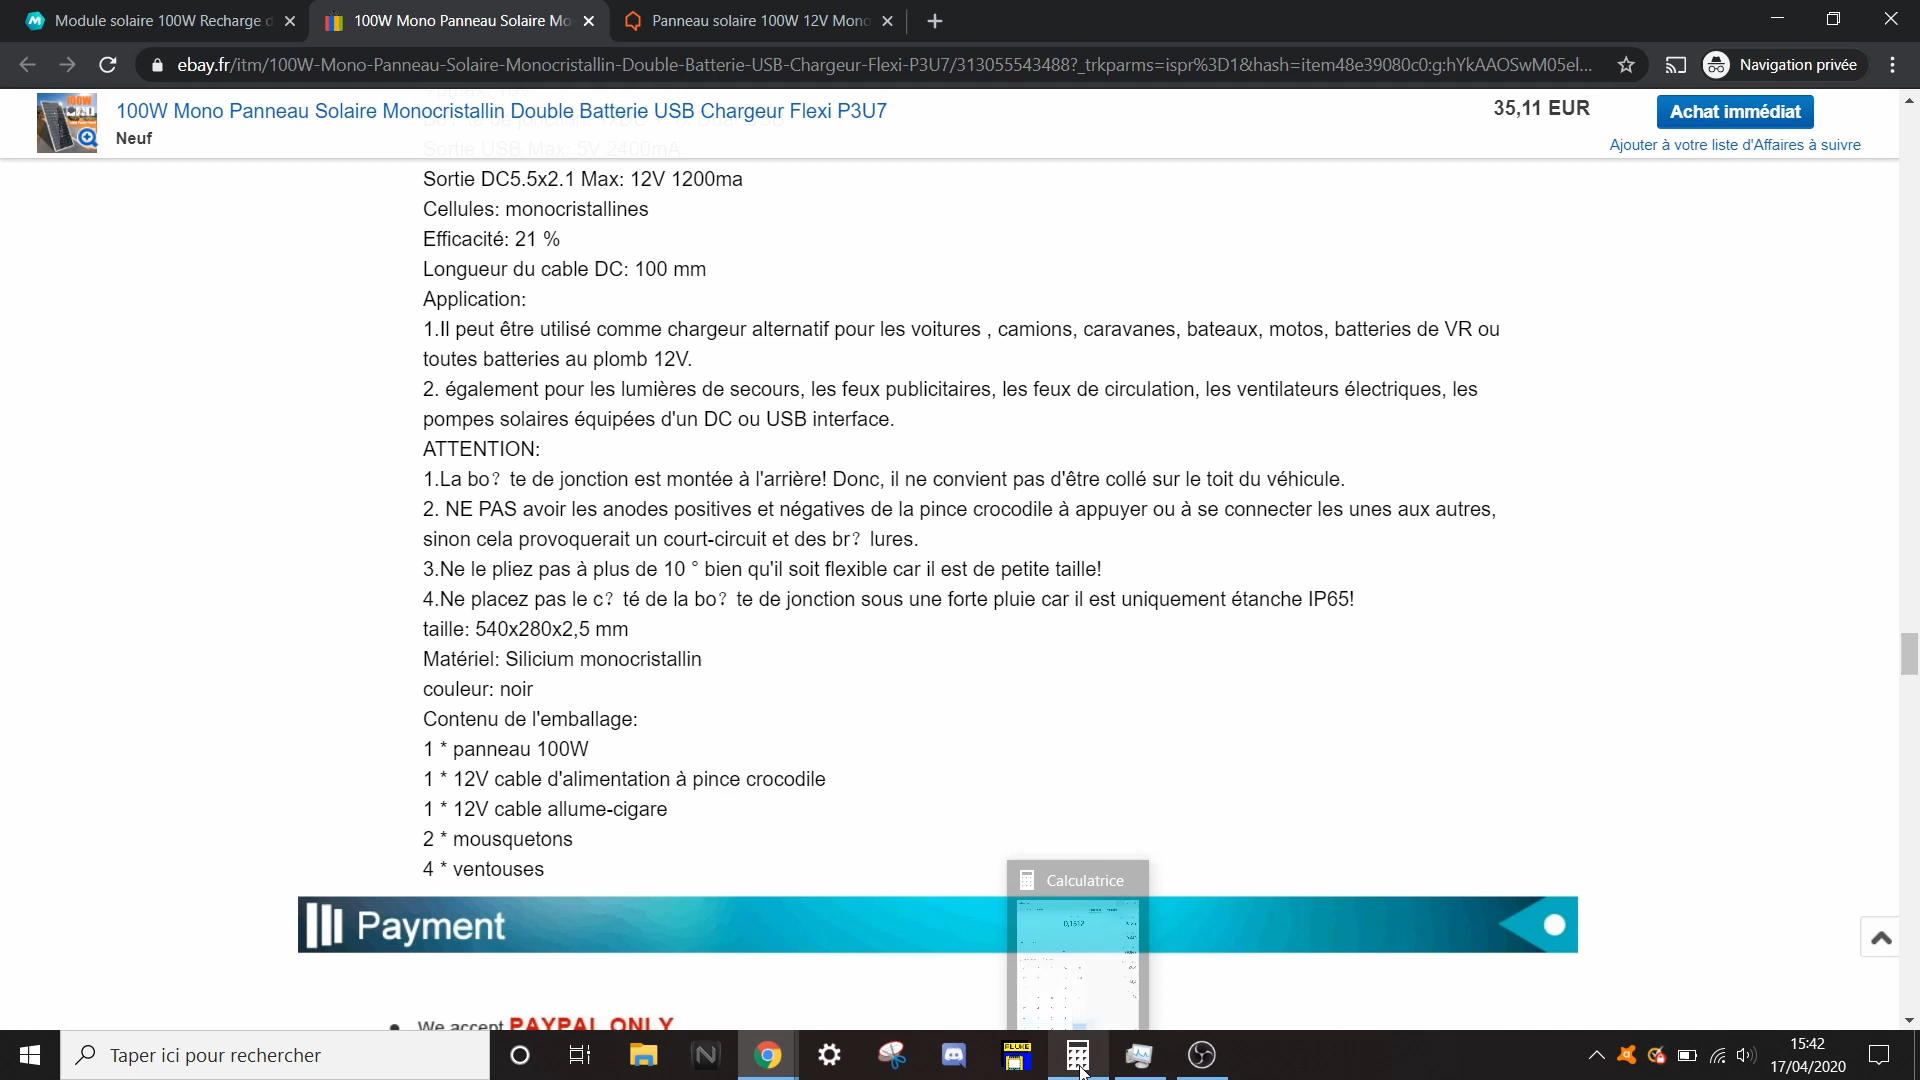 Module solaire 100W Recharge d
100W Mono Panneau Solaire Mo
Panneau solaire 100W 12V Mono
ebay.fr/itm/100W-Mono-Panneau-Solaire-Monocristallin-Double-Batterie-USB-Chargeur-Flexi-P3U7/313055543488?_trkparms=ispr%3D1&hash=item48e39080c0:g:hYkAAOSwM05el...
Navigation privée
100W Mono Panneau Solaire Monocristallin Double Batterie USB Chargeur Flexi P3U7
Neuf
35,11 EUR
Achat immédiat
Ajouter à votre liste d'Affaires à suivre
Sortie USB Max: 5V 2400mA
Sortie DC5.5x2.1 Max: 12V 1200ma
Cellules: monocristallines
Efficacité: 21 %
Longueur du cable DC: 100 mm
Application:
1.Il peut être utilisé comme chargeur alternatif pour les voitures , camions, caravanes, bateaux, motos, batteries de VR ou
toutes batteries au plomb 12V.
2. également pour les lumières de secours, les feux publicitaires, les feux de circulation, les ventilateurs électriques, les
pompes solaires équipées d'un DC ou USB interface.
ATTENTION:
1.La bo? te de jonction est montée à l'arrière! Donc, il ne convient pas d'être collé sur le toit du véhicule.
2. NE PAS avoir les anodes positives et négatives de la pince crocodile à appuyer ou à se connecter les unes aux autres,
sinon cela provoquerait un court-circuit et des br? lures.
3.Ne le pliez pas à plus de 10 ° bien qu'il soit flexible car il est de petite taille!
4.Ne placez pas le c? té de la bo? te de jonction sous une forte pluie car il est uniquement étanche IP65!
taille: 540x280x2,5 mm
Matériel: Silicium monocristallin
couleur: noir
Contenu de l'emballage:
1 * panneau 100W
1 * 12V cable d'alimentation à pince crocodile
1 * 12V cable allume-cigare
2 * mousquetons
4 * ventouses
Calculatrice
0,1512
Payment
We accept PAYPAL ONLY
Taper ici pour rechercher
FLUKE
15:42
17/04/2020